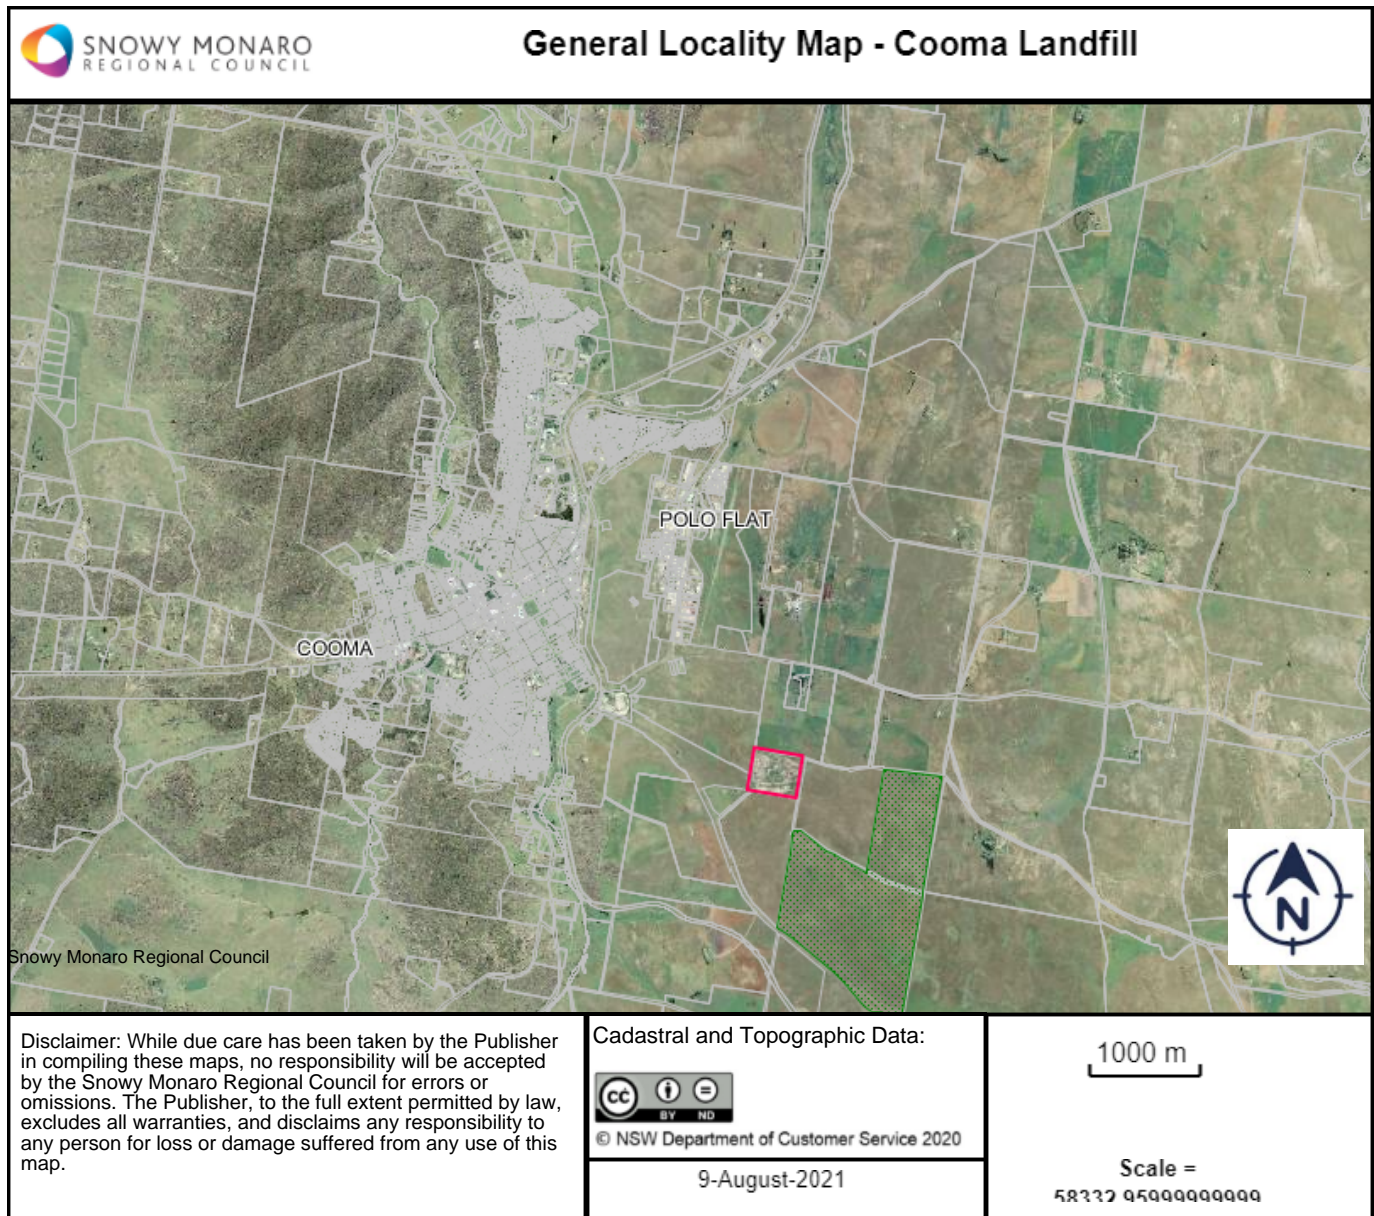 SNOWY MONARO
REGIONAL COUNCIL
General Locality Map - Cooma Landfill
POLO FLAT
COOMA
N
Snowy Monaro Regional Council
Disclaimer: While due care has been taken by the Publisher
in compiling these maps, no responsibility will be accepted
by the Snowy Monaro Regional Council for errors or
omissions. The Publisher, to the full extent permitted by law,
excludes all warranties, and disclaims any responsibility to
any person for loss or damage suffered from any use of this
map.
Cadastral and Topographic Data:
cc
BY ND
© NSW Department of Customer Service 2020
9-August-2021
1000 m
Scale =
58332.95999999999